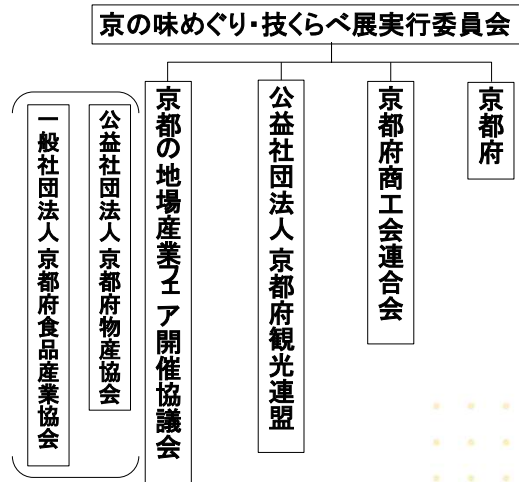 京の味めぐり・技くらべ展実行委員会
京都府
京都府商工会連合会
公益社団法人 京都府観光連盟
京都の地場産業フェア開催協議会
公益社団法人 京都府物産協会
一般社団法人 京都府食品産業協会